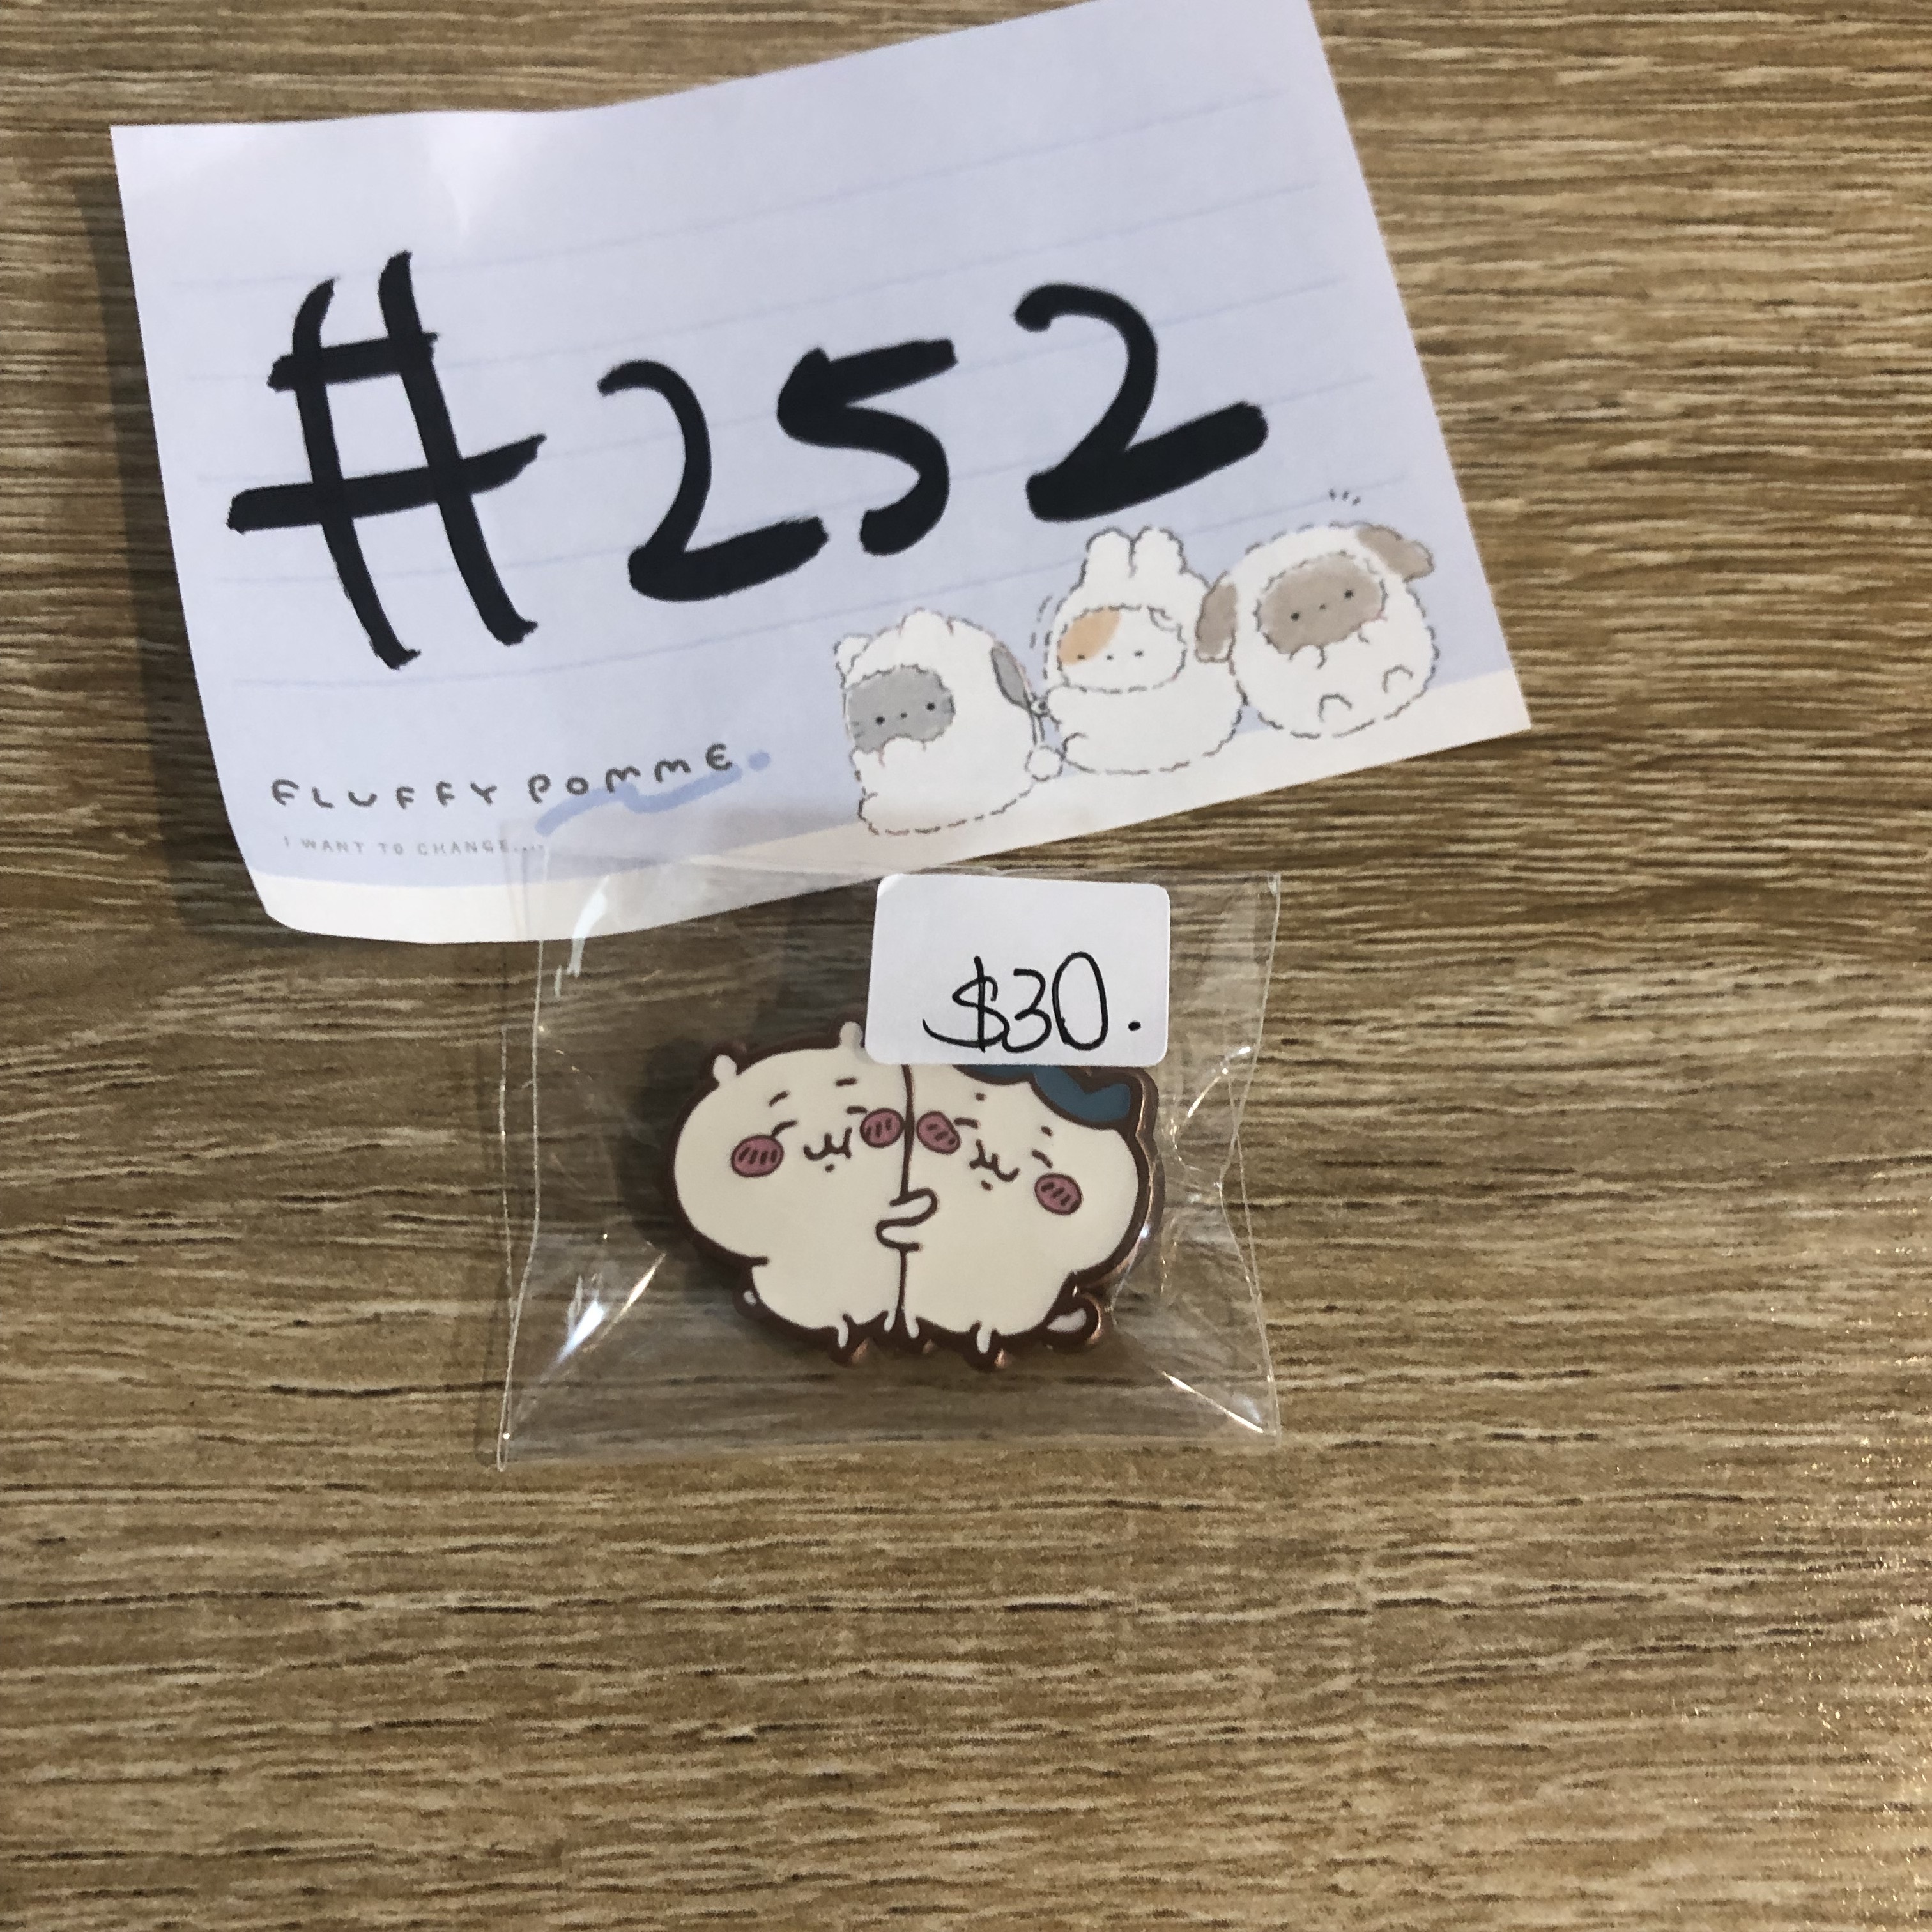 #252
FLUFFY POMME.
I WANT TO CHANGE....
$30.